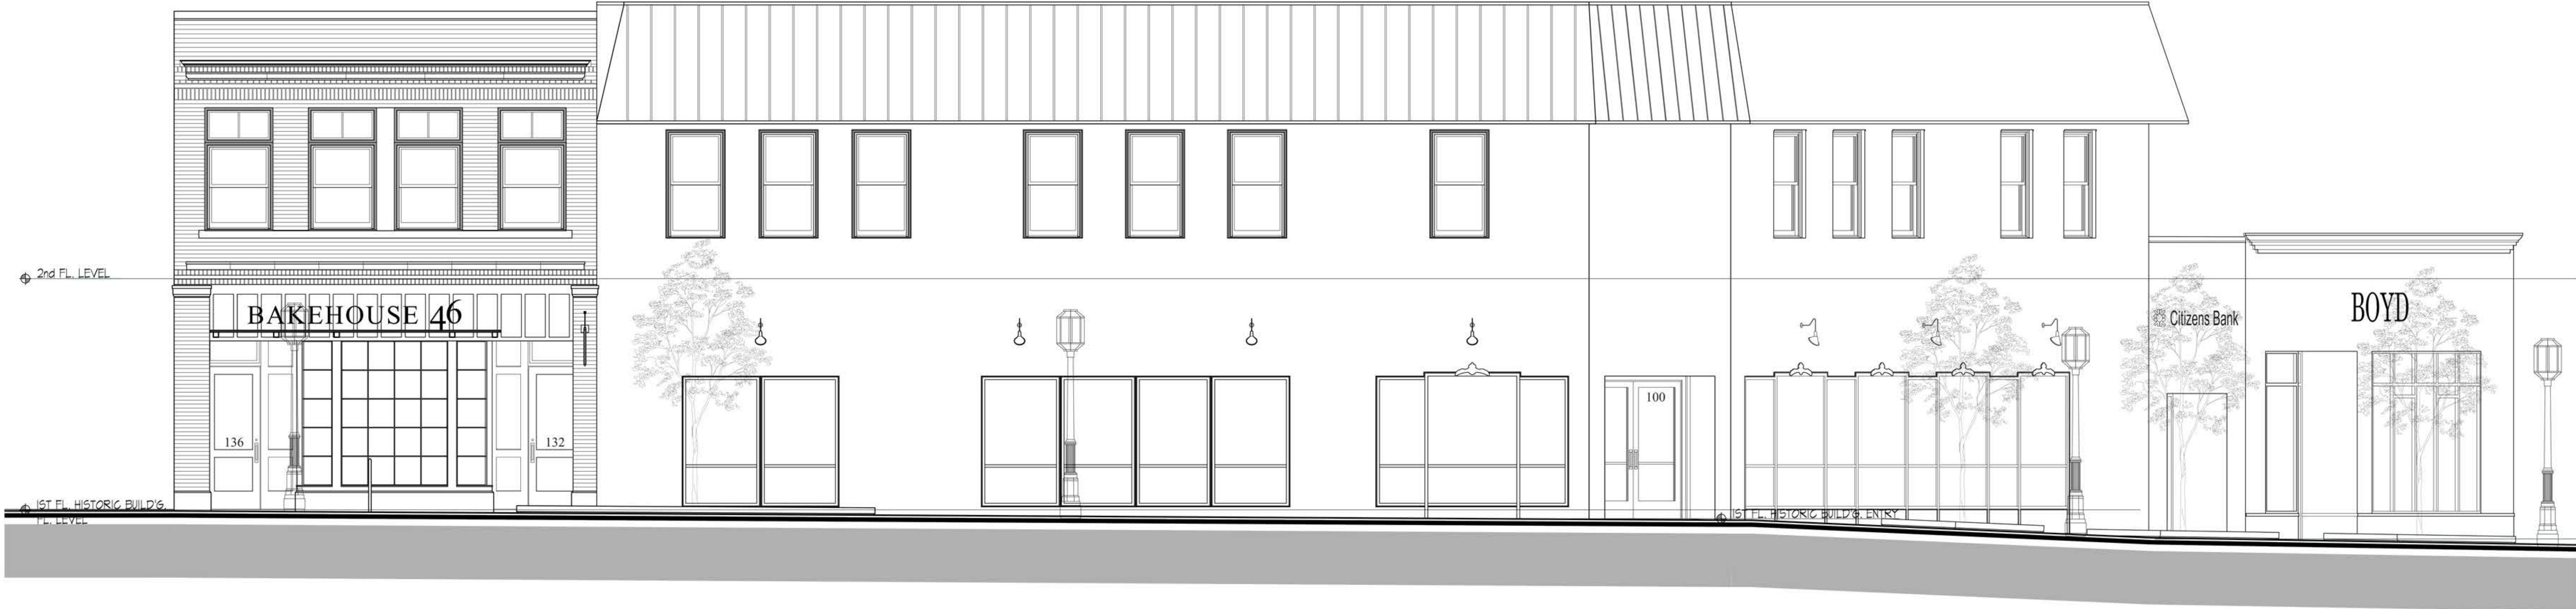 2nd FL. LEVEL
BAKEHOUSE 46
BOYD
Citizens Bank
100
136
132
1ST FL. HISTORIC BUILD'G.
FL. LEVEL
1ST FL. HISTORIC BUILD'G. ENTRY